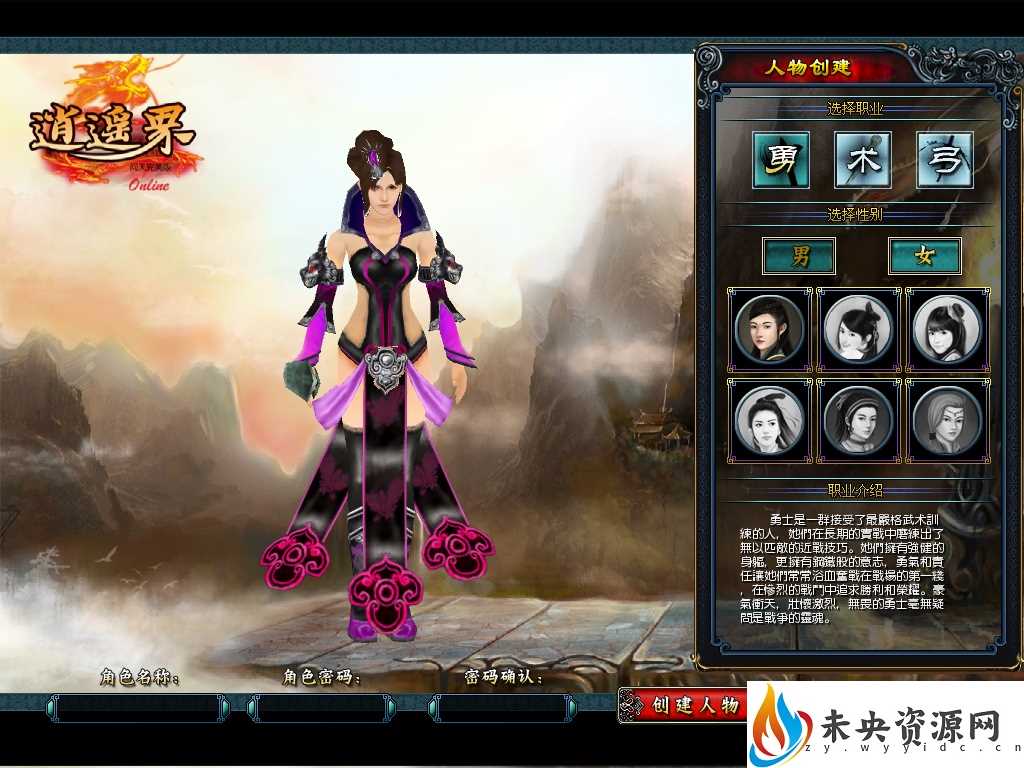 人物创建
逍遥界
问天完美版
Online
选择职业
勇 术 弓
选择性别
男 女
职业介绍
勇士是一群接受了最嚴格武术訓
練的人，她們在長期的實戰中磨練出了
無以匹敵的近戰技巧。她們擁有強健的
身軀，更擁有鋼鐵般的意志，勇氣和責
任讓她們常常浴血奮戰在戰場的第一綫
，在慘烈的戰鬥中追求勝利和榮耀。豪
氣衝天，壯懷激烈，無畏的勇士毫無疑
問是戰爭的靈魂。
角色名称： 角色密码： 密码确认：
创建人物
未央资源网
zy.wyyidc.cn